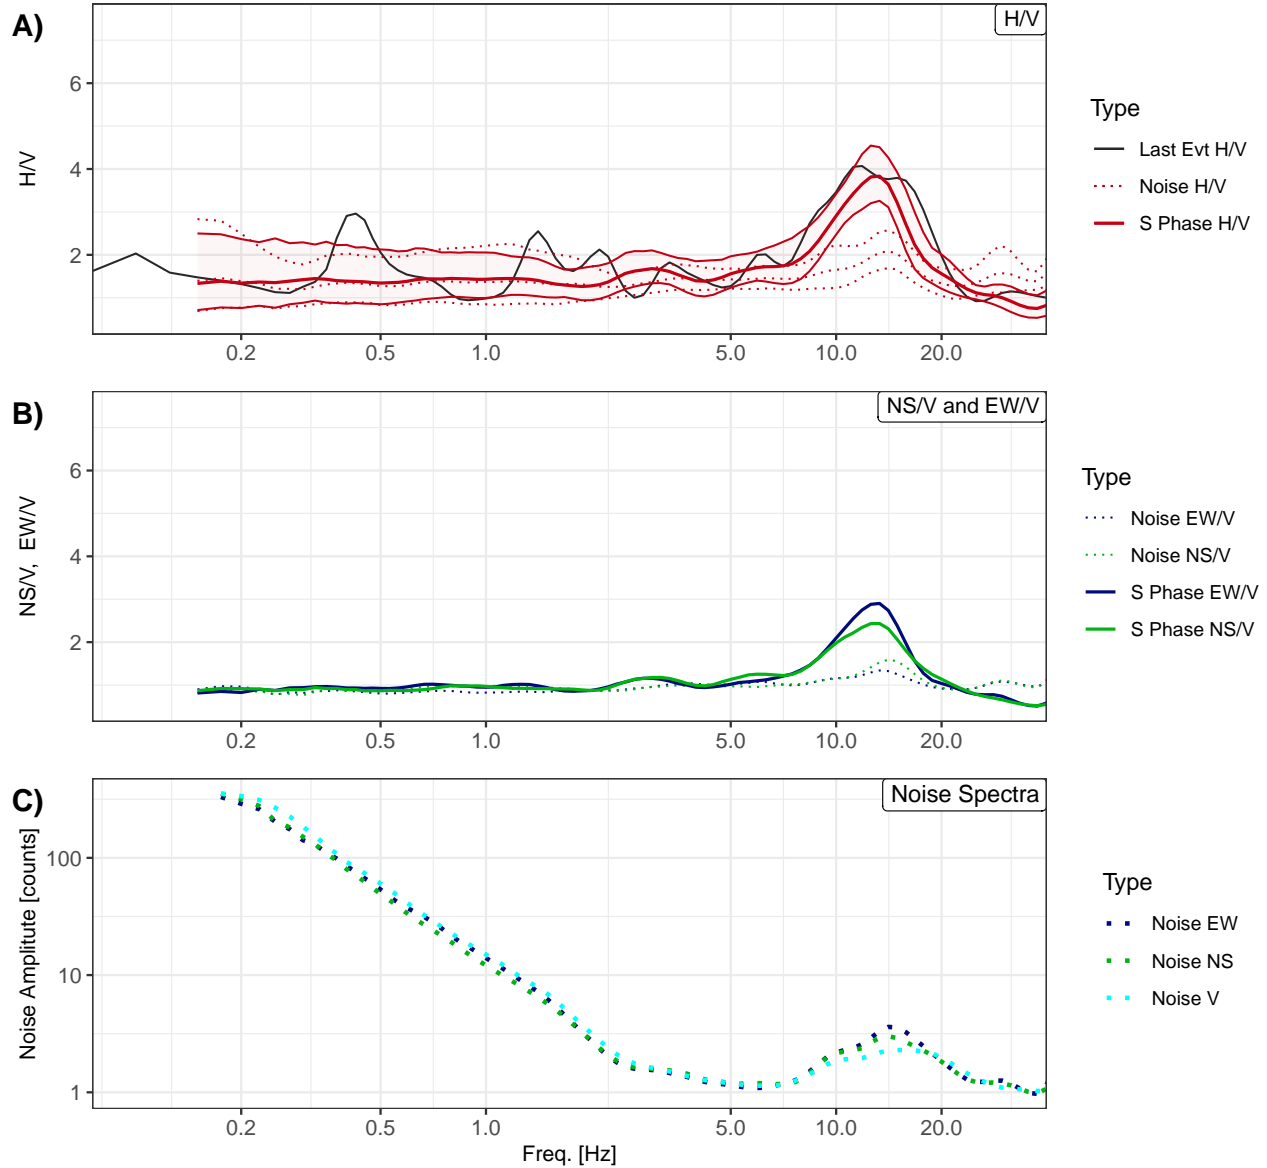 A)
H/V
6
4
2
H/V
0.2 0.5 1.0 5.0 10.0 20.0
Type
Last Evt H/V
Noise H/V
S Phase H/V
B)
NS/V and EW/V
6
4
2
NS/V, EW/V
0.2 0.5 1.0 5.0 10.0 20.0
Type
Noise EW/V
Noise NS/V
S Phase EW/V
S Phase NS/V
C)
Noise Spectra
100
10
1
Noise Amplitute [counts]
0.2 0.5 1.0 5.0 10.0 20.0
Freq. [Hz]
Type
Noise EW
Noise NS
Noise V